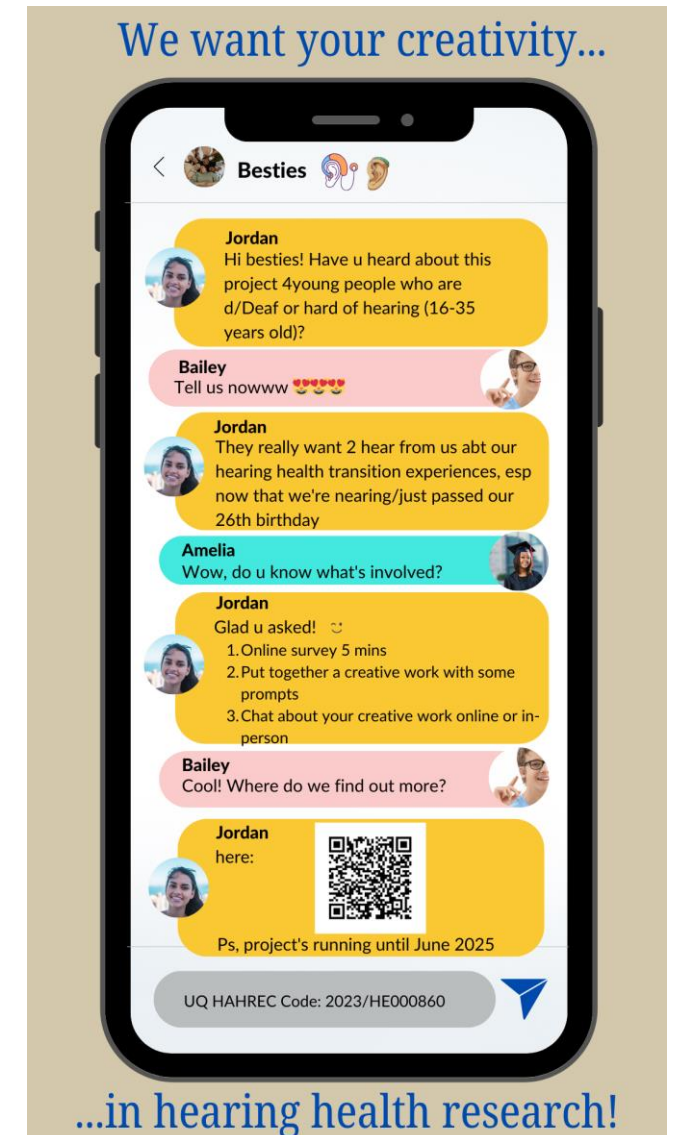 We want your creativity...
Besties
Jordan
Hi besties! Have u heard about this
project 4young people who are
d/Deaf or hard of hearing (16-35
years old)?
Bailey
Tell us nowww 😍😍😍
Jordan
They really want 2 hear from us abt our
hearing health transition experiences, esp
now that we're nearing/just passed our
26th birthday
Amelia
Wow, do u know what's involved?
Jordan
Glad u asked!
1. Online survey 5 mins
2. Put together a creative work with some
prompts
3. Chat about your creative work online or in-
person
Bailey
Cool! Where do we find out more?
Jordan
here:
Ps, project's running until June 2025
UQ HAHREC Code: 2023/HE000860
...in hearing health research!